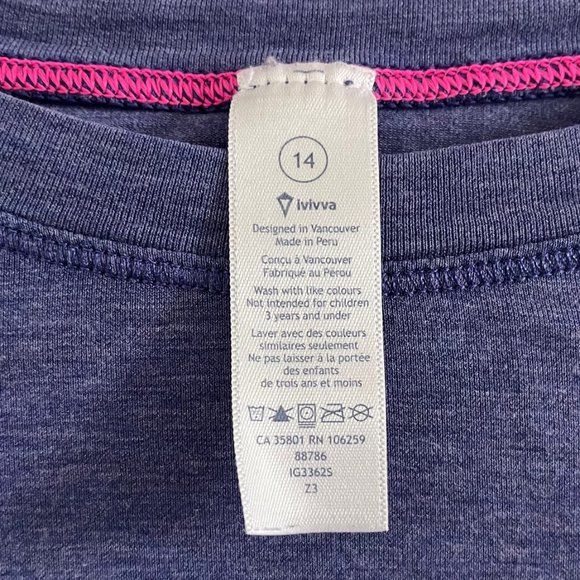 14
ivivva
Designed in Vancouver
Made in Peru
Conçu à Vancouver
Fabriqué au Pérou
Wash with like colours
Not intended for children
3 years and under
Laver avec des couleurs
similaires seulement
Ne pas laisser à la portée
des enfants
de trois ans et moins
CA 35801 RN 106259
88786
IG3362S
Z3